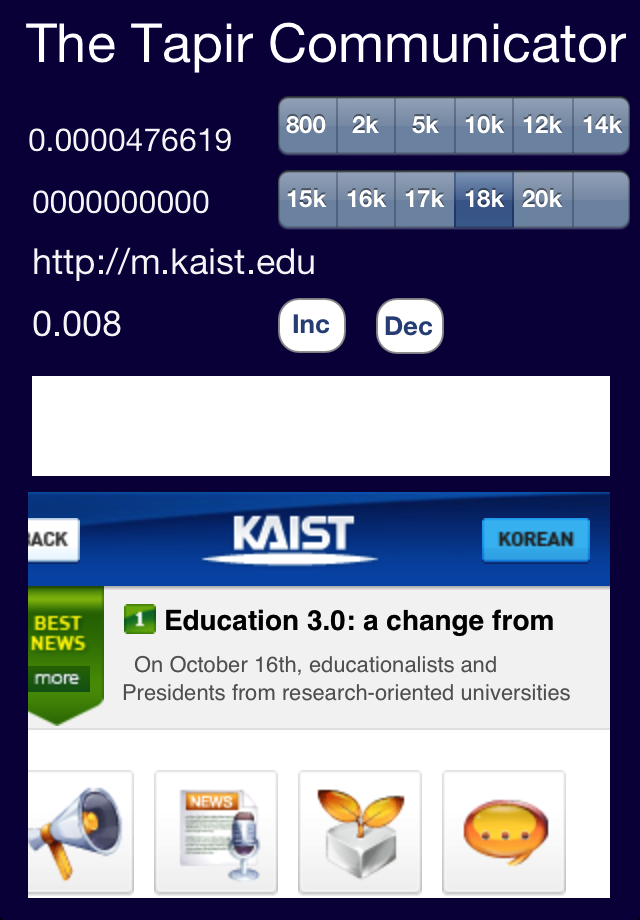 The Tapir Communicator
0.0000476619
800 2k 5k 10k 12k 14k
0000000000
15k 16k 17k 18k 20k
http://m.kaist.edu
0.008
Inc Dec
BACK
KAIST
KOREAN
BEST
NEWS
more
1 Education 3.0: a change from
On October 16th, educationalists and
Presidents from research-oriented universities
NEWS